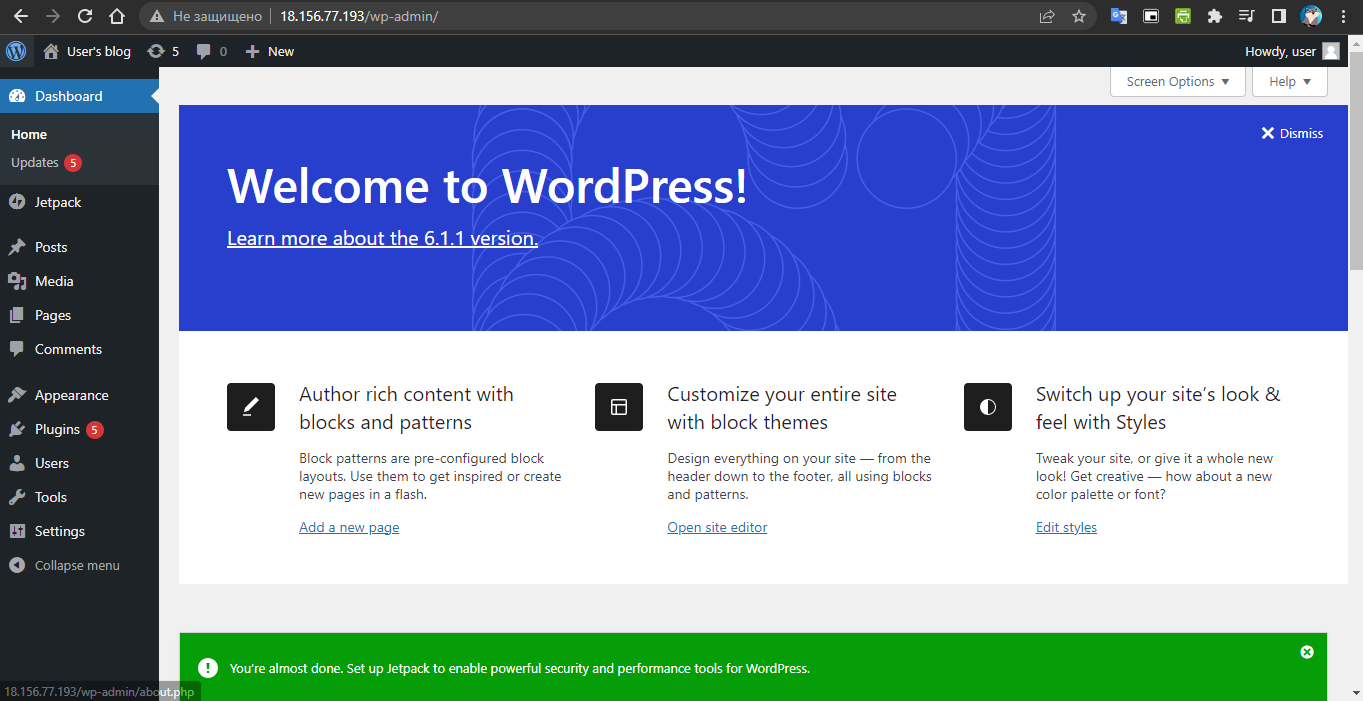 Не защищено 18.156.77.193/wp-admin/
User's blog 5 0 New Howdy, user
Screen Options Help
Dashboard
Home
Updates 5
Jetpack
Posts
Media
Pages
Comments
Appearance
Plugins 5
Users
Tools
Settings
Collapse menu
Dismiss
Welcome to WordPress!
Learn more about the 6.1.1 version.
Author rich content with
blocks and patterns
Block patterns are pre-configured block
layouts. Use them to get inspired or create
new pages in a flash.
Add a new page
Customize your entire site
with block themes
Design everything on your site — from the
header down to the footer, all using blocks
and patterns.
Open site editor
Switch up your site’s look &
feel with Styles
Tweak your site, or give it a whole new
look! Get creative — how about a new
color palette or font?
Edit styles
You’re almost done. Set up Jetpack to enable powerful security and performance tools for WordPress.
18.156.77.193/wp-admin/about.php